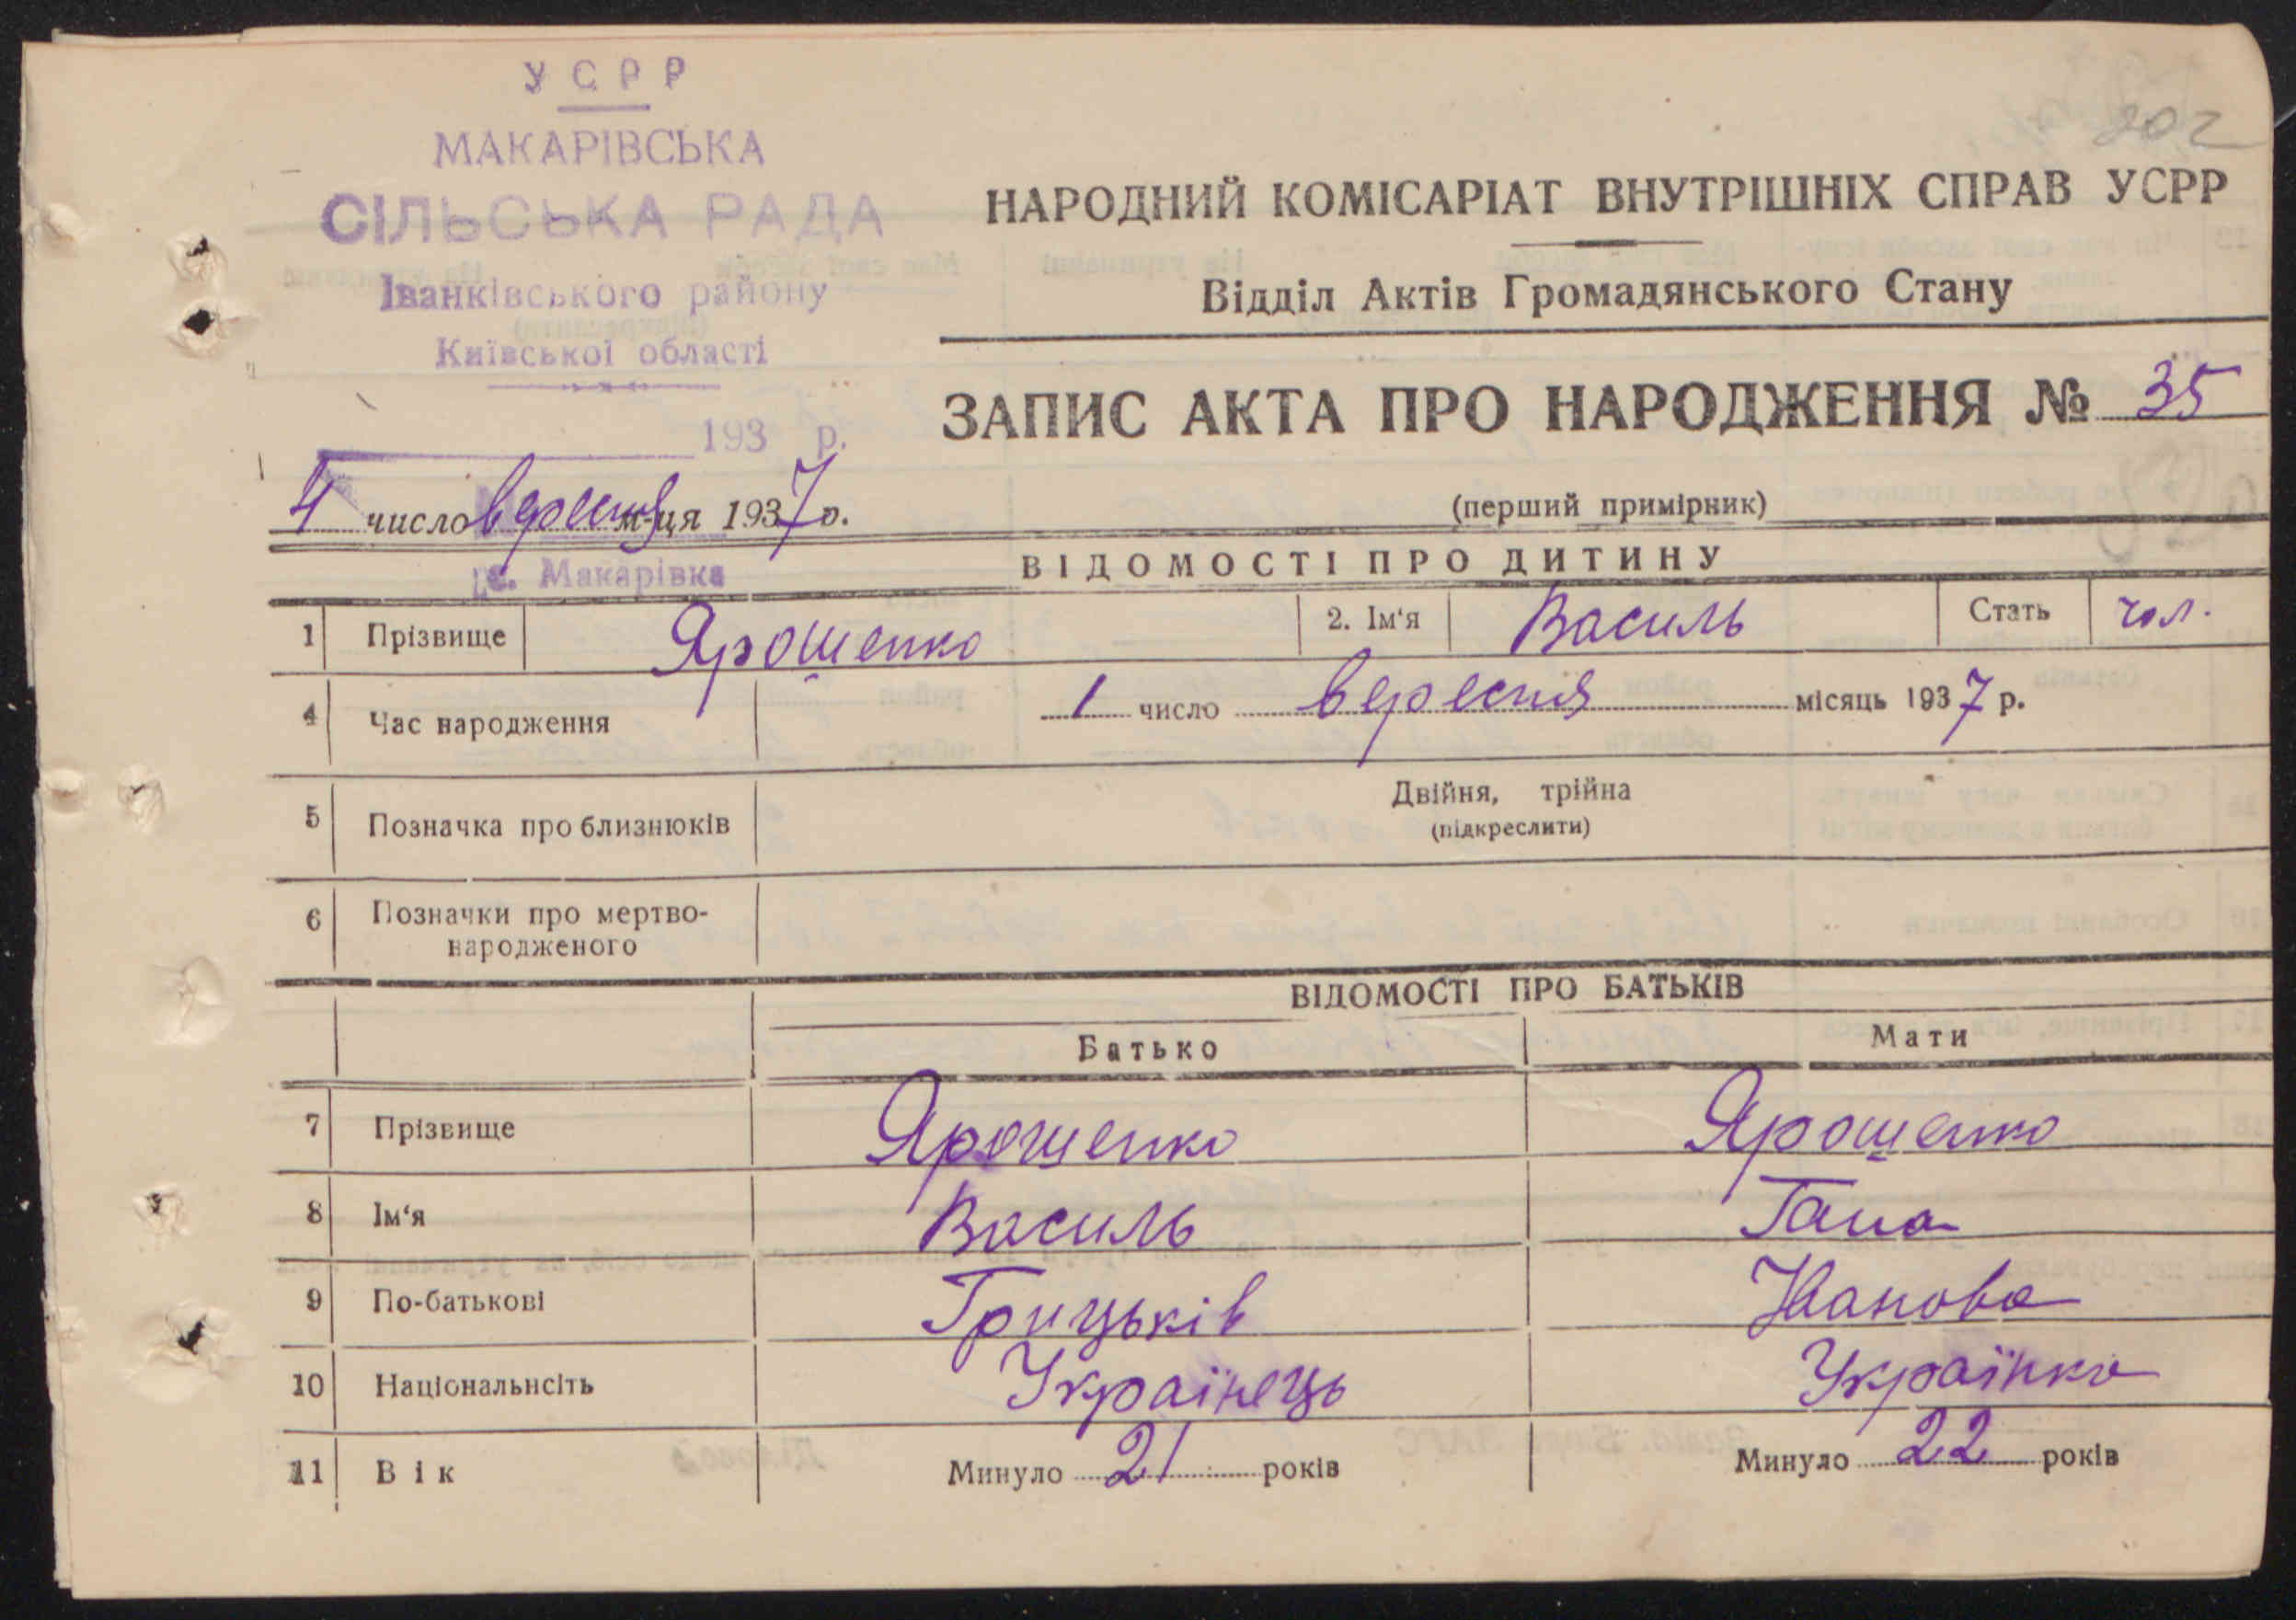 УСРР
МАКАРІВСЬКА
СІЛЬСЬКА РАДА
Іванківського району
Київської області
193 р.
202
НАРОДНИЙ КОМІСАРІАТ ВНУТРІШНІХ СПРАВ УСРР
Відділ Актів Громадянського Стану
ЗАПИС АКТА ПРО НАРОДЖЕННЯ № 35
4 число вересня м-ця 1937 р.
(перший примірник)
с. Макарівка
ВІДОМОСТІ ПРО ДИТИНУ
1 Прізвище Ярошенко 2. Ім'я Василь Стать чол.
4 Час народження 1 число вересня місяць 1937 р.
5 Позначка про близнюків Двійня, трійна
(підкреслити)
6 Позначки про мертво-
народженого
ВІДОМОСТІ ПРО БАТЬКІВ
Батько Мати
7 Прізвище Ярошенко Ярошенко
8 Ім'я Василь Гана
9 По-батькові Грицьків Іванова
10 Національнсіть Українець Українка
11 Вік Минуло 21 років Минуло 22 років